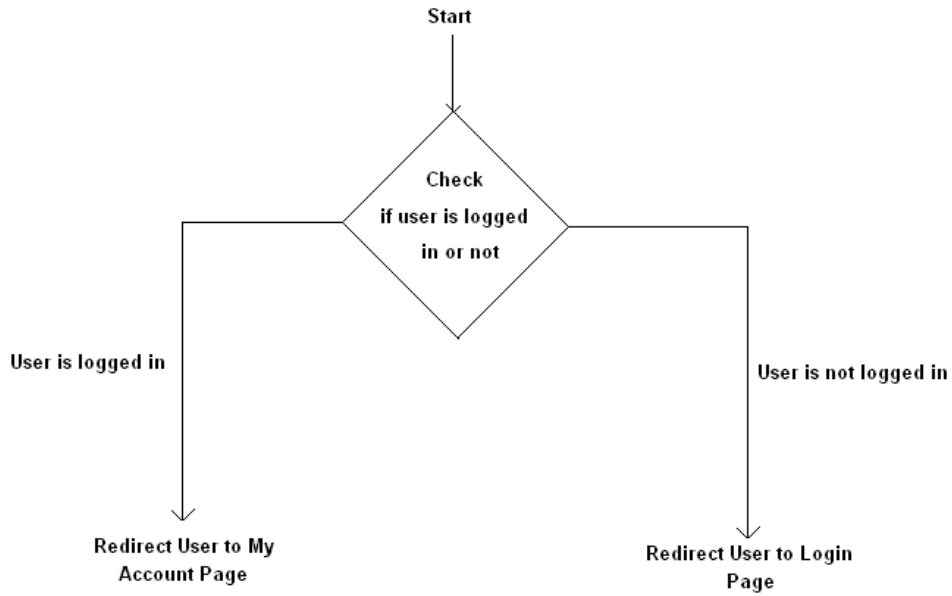 Start
Check
if user is logged
in or not
User is logged in
User is not logged in
Redirect User to My
Account Page
Redirect User to Login
Page